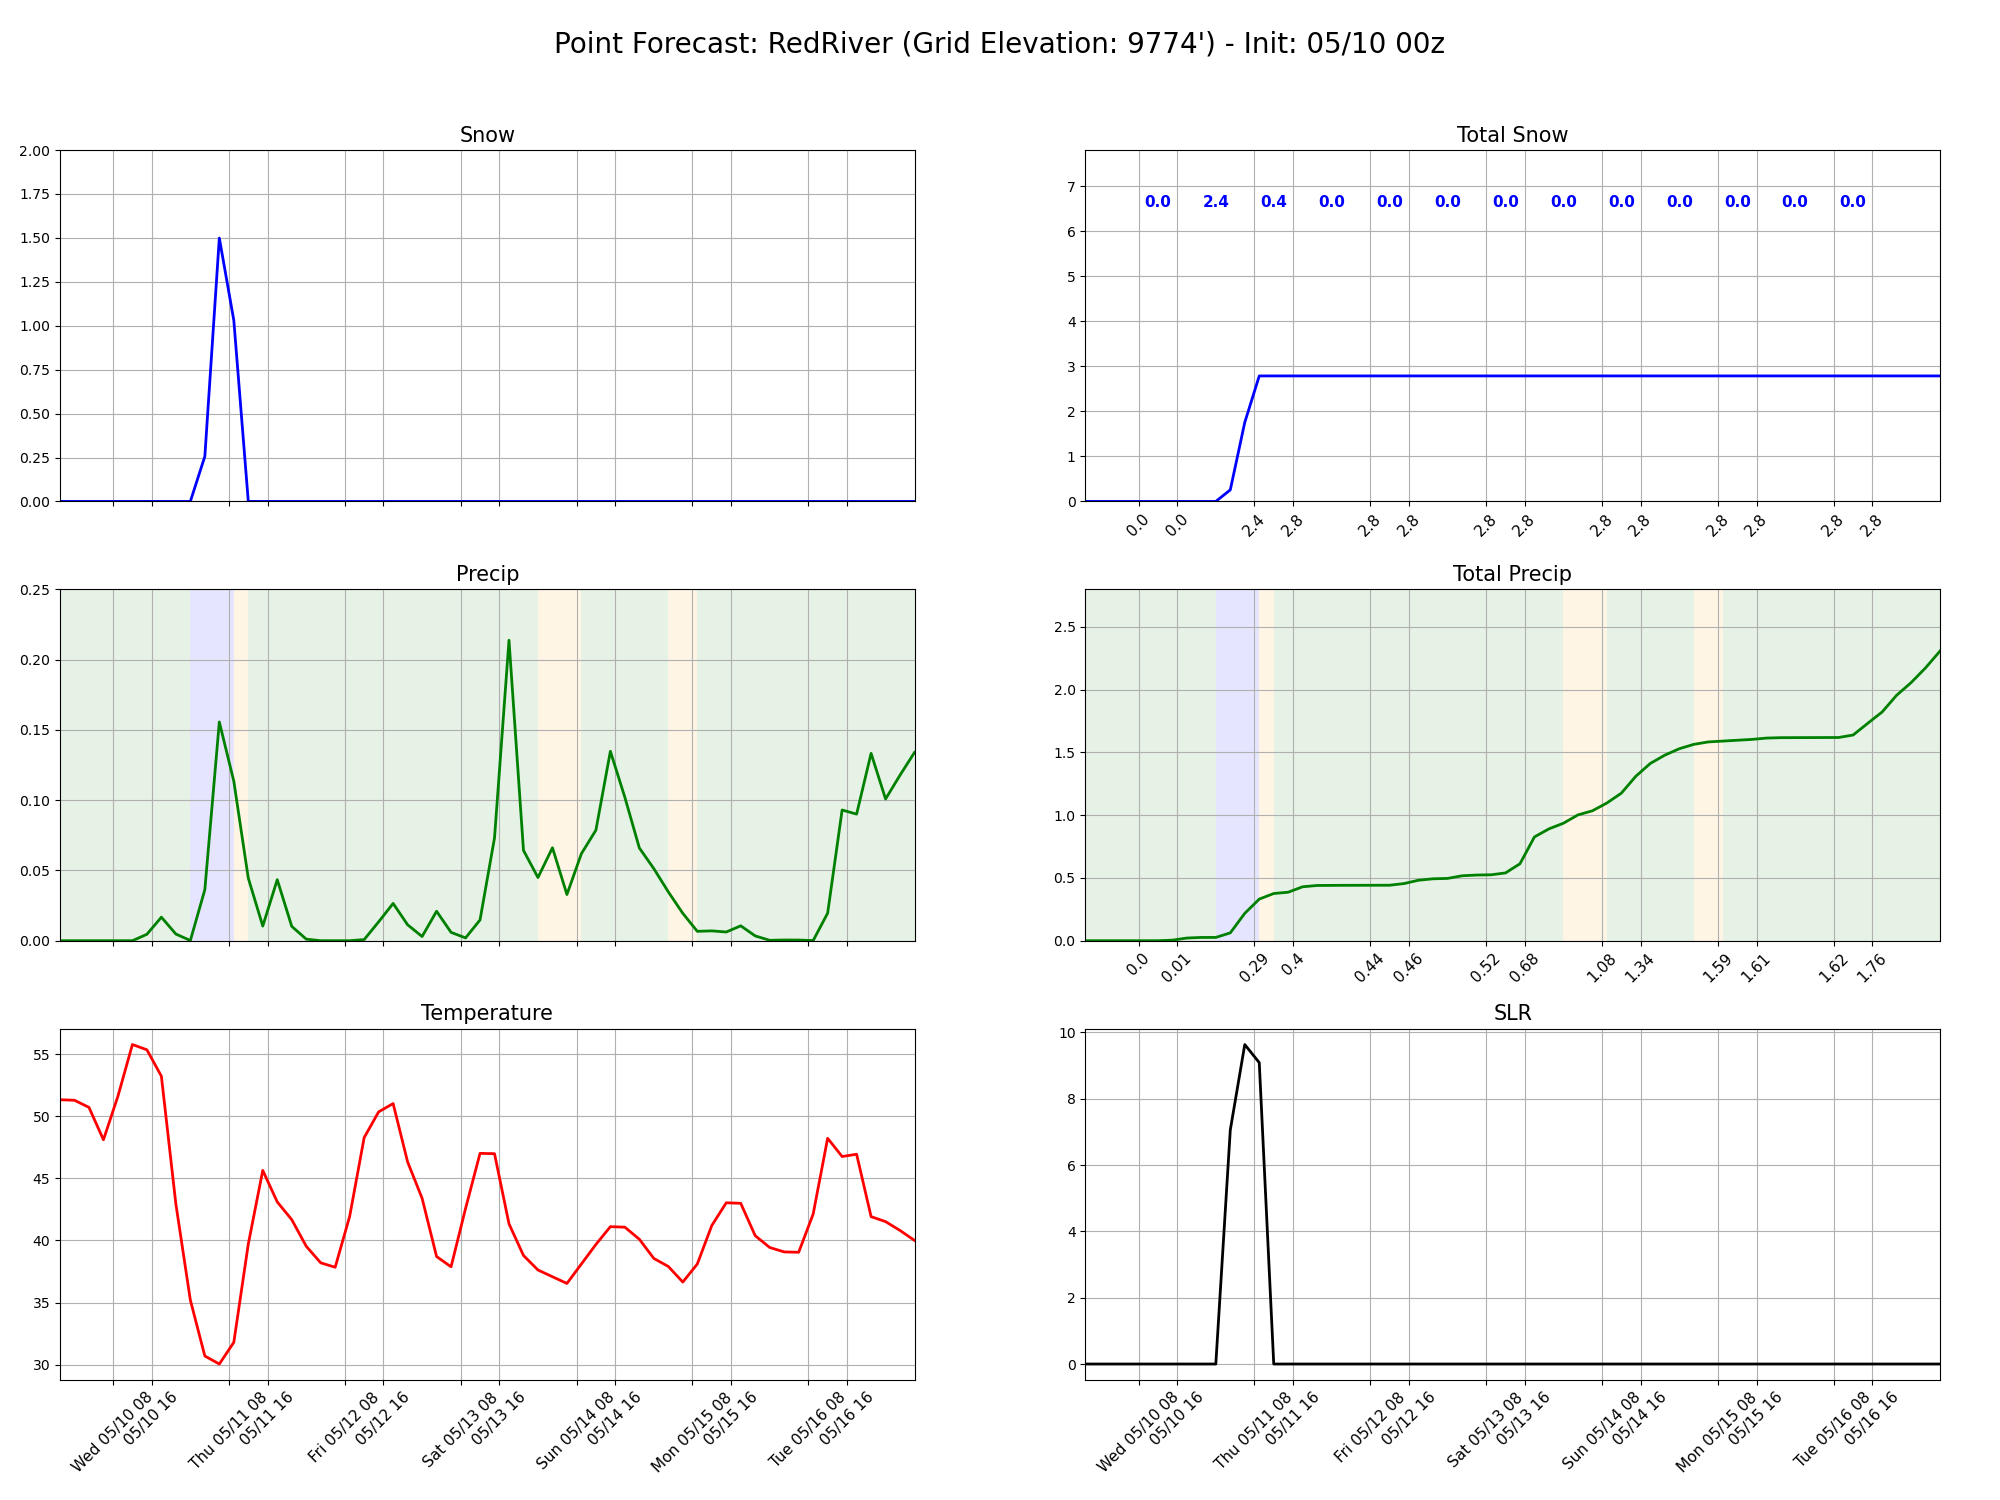 Point Forecast: RedRiver (Grid Elevation: 9774') - Init: 05/10 00z
Snow
2.00
1.75
1.50
1.25
1.00
0.75
0.50
0.25
0.00
Total Snow
7
6
5
4
3
2
1
0
0.0 2.4 0.4 0.0 0.0 0.0 0.0 0.0 0.0 0.0 0.0 0.0 0.0
0.0 0.0 2.4 2.8 2.8 2.8 2.8 2.8 2.8 2.8 2.8 2.8 2.8 2.8
Precip
0.25
0.20
0.15
0.10
0.05
0.00
Total Precip
2.5
2.0
1.5
1.0
0.5
0.0
0.0 0.01 0.29 0.4 0.44 0.46 0.52 0.68 1.08 1.34 1.59 1.61 1.62 1.76
Temperature
55
50
45
40
35
30
Wed 05/10 08
05/10 16
Thu 05/11 08
05/11 16
Fri 05/12 08
05/12 16
Sat 05/13 08
05/13 16
Sun 05/14 08
05/14 16
Mon 05/15 08
05/15 16
Tue 05/16 08
05/16 16
SLR
10
8
6
4
2
0
Wed 05/10 08
05/10 16
Thu 05/11 08
05/11 16
Fri 05/12 08
05/12 16
Sat 05/13 08
05/13 16
Sun 05/14 08
05/14 16
Mon 05/15 08
05/15 16
Tue 05/16 08
05/16 16